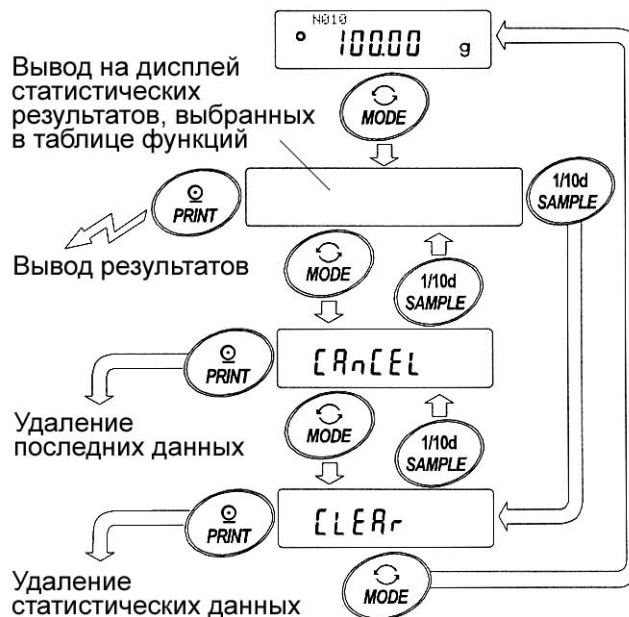 N010
100.00 g
Вывод на дисплей
статистических
результатов, выбранных
в таблице функций
MODE
PRINT
1/10d
SAMPLE
Вывод результатов
MODE
1/10d
SAMPLE
PRINT
CAnCEL
Удаление
последних данных
MODE
1/10d
SAMPLE
PRINT
CLEAr
Удаление
статистических данных
MODE